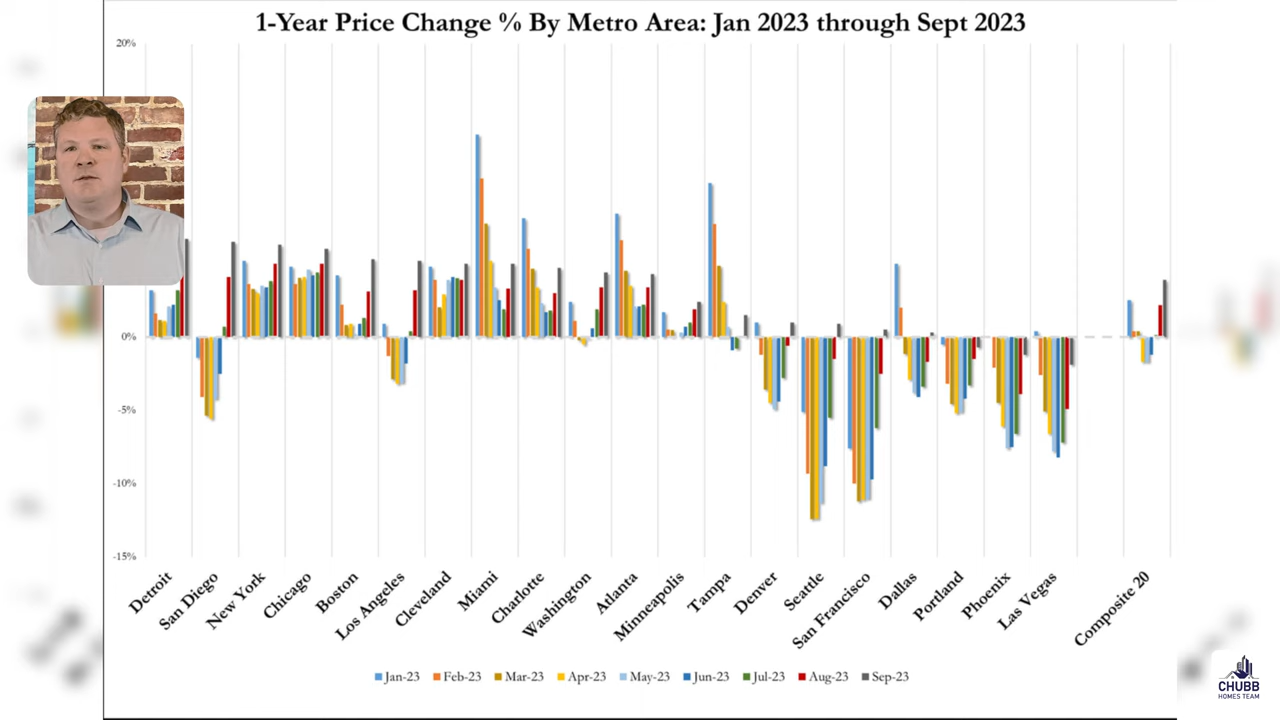 1-Year Price Change % By Metro Area: Jan 2023 through Sept 2023
20%
0%
-5%
-10%
-15%
Detroit
San Diego
New York
Chicago
Boston
Los Angeles
Cleveland
Miami
Charlotte
Washington
Atlanta
Minneapolis
Tampa
Denver
Seattle
San Francisco
Dallas
Portland
Phoenix
Las Vegas
Composite 20
Jan-23 Feb-23 Mar-23 Apr-23 May-23 Jun-23 Jul-23 Aug-23 Sep-23
CHUBB
HOMES TEAM